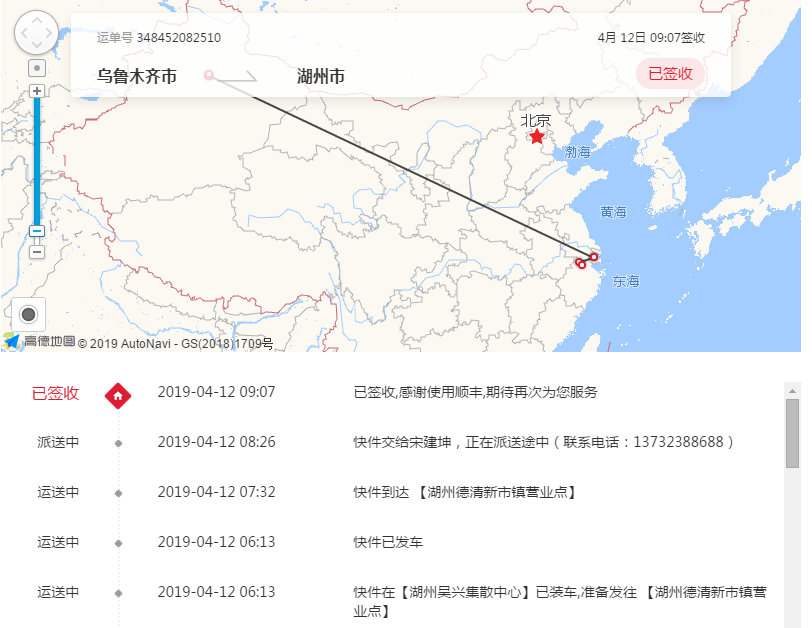 运单号 348452082510
4月 12日 09:07签收
乌鲁木齐市
湖州市
已签收
北京
渤海
黄海
东海
高德地图 © 2019 AutoNavi - GS(2018)1709号
已签收 2019-04-12 09:07 已签收,感谢使用顺丰,期待再次为您服务
派送中 2019-04-12 08:26 快件交给宋建坤，正在派送途中（联系电话：13732388688）
运送中 2019-04-12 07:32 快件到达 【湖州德清新市镇营业点】
运送中 2019-04-12 06:13 快件已发车
运送中 2019-04-12 06:13 快件在【湖州吴兴集散中心】已装车,准备发往 【湖州德清新市镇营
业点】